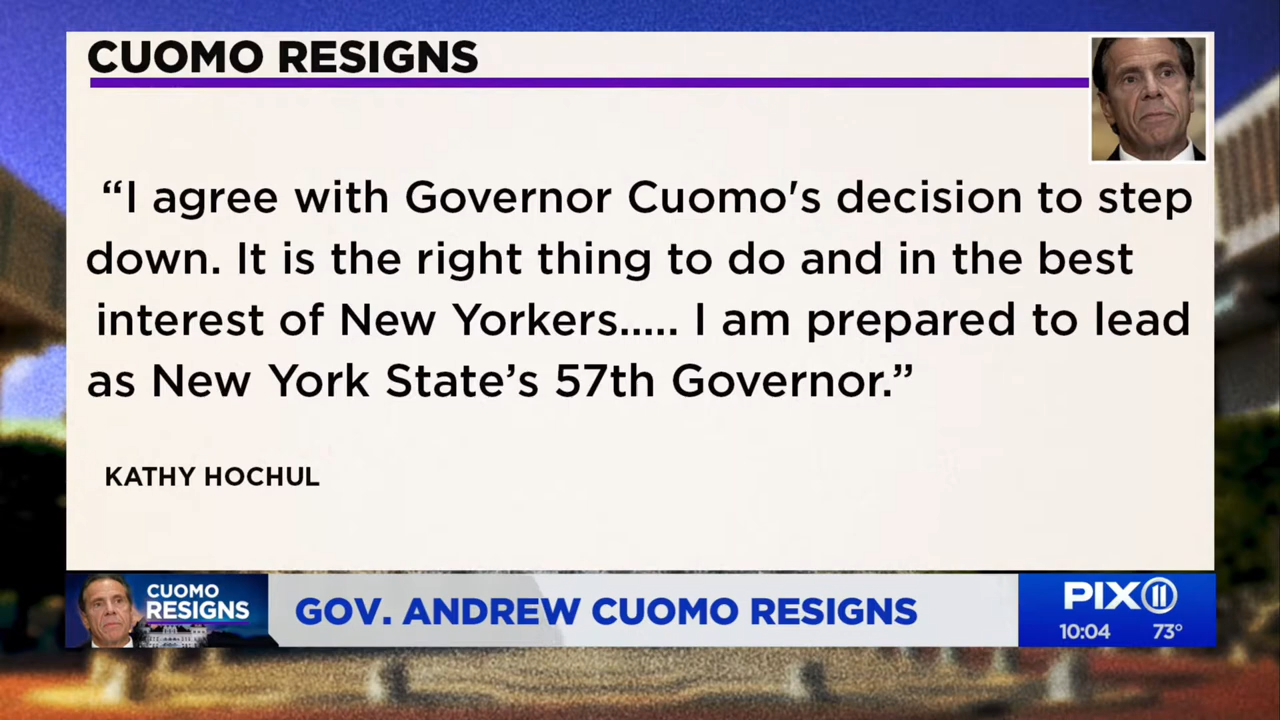 CUOMO RESIGNS
“I agree with Governor Cuomo's decision to step
down. It is the right thing to do and in the best
interest of New Yorkers..... I am prepared to lead
as New York State’s 57th Governor.”
KATHY HOCHUL
CUOMO
RESIGNS
GOV. ANDREW CUOMO RESIGNS
PIX 11
10:04 73°